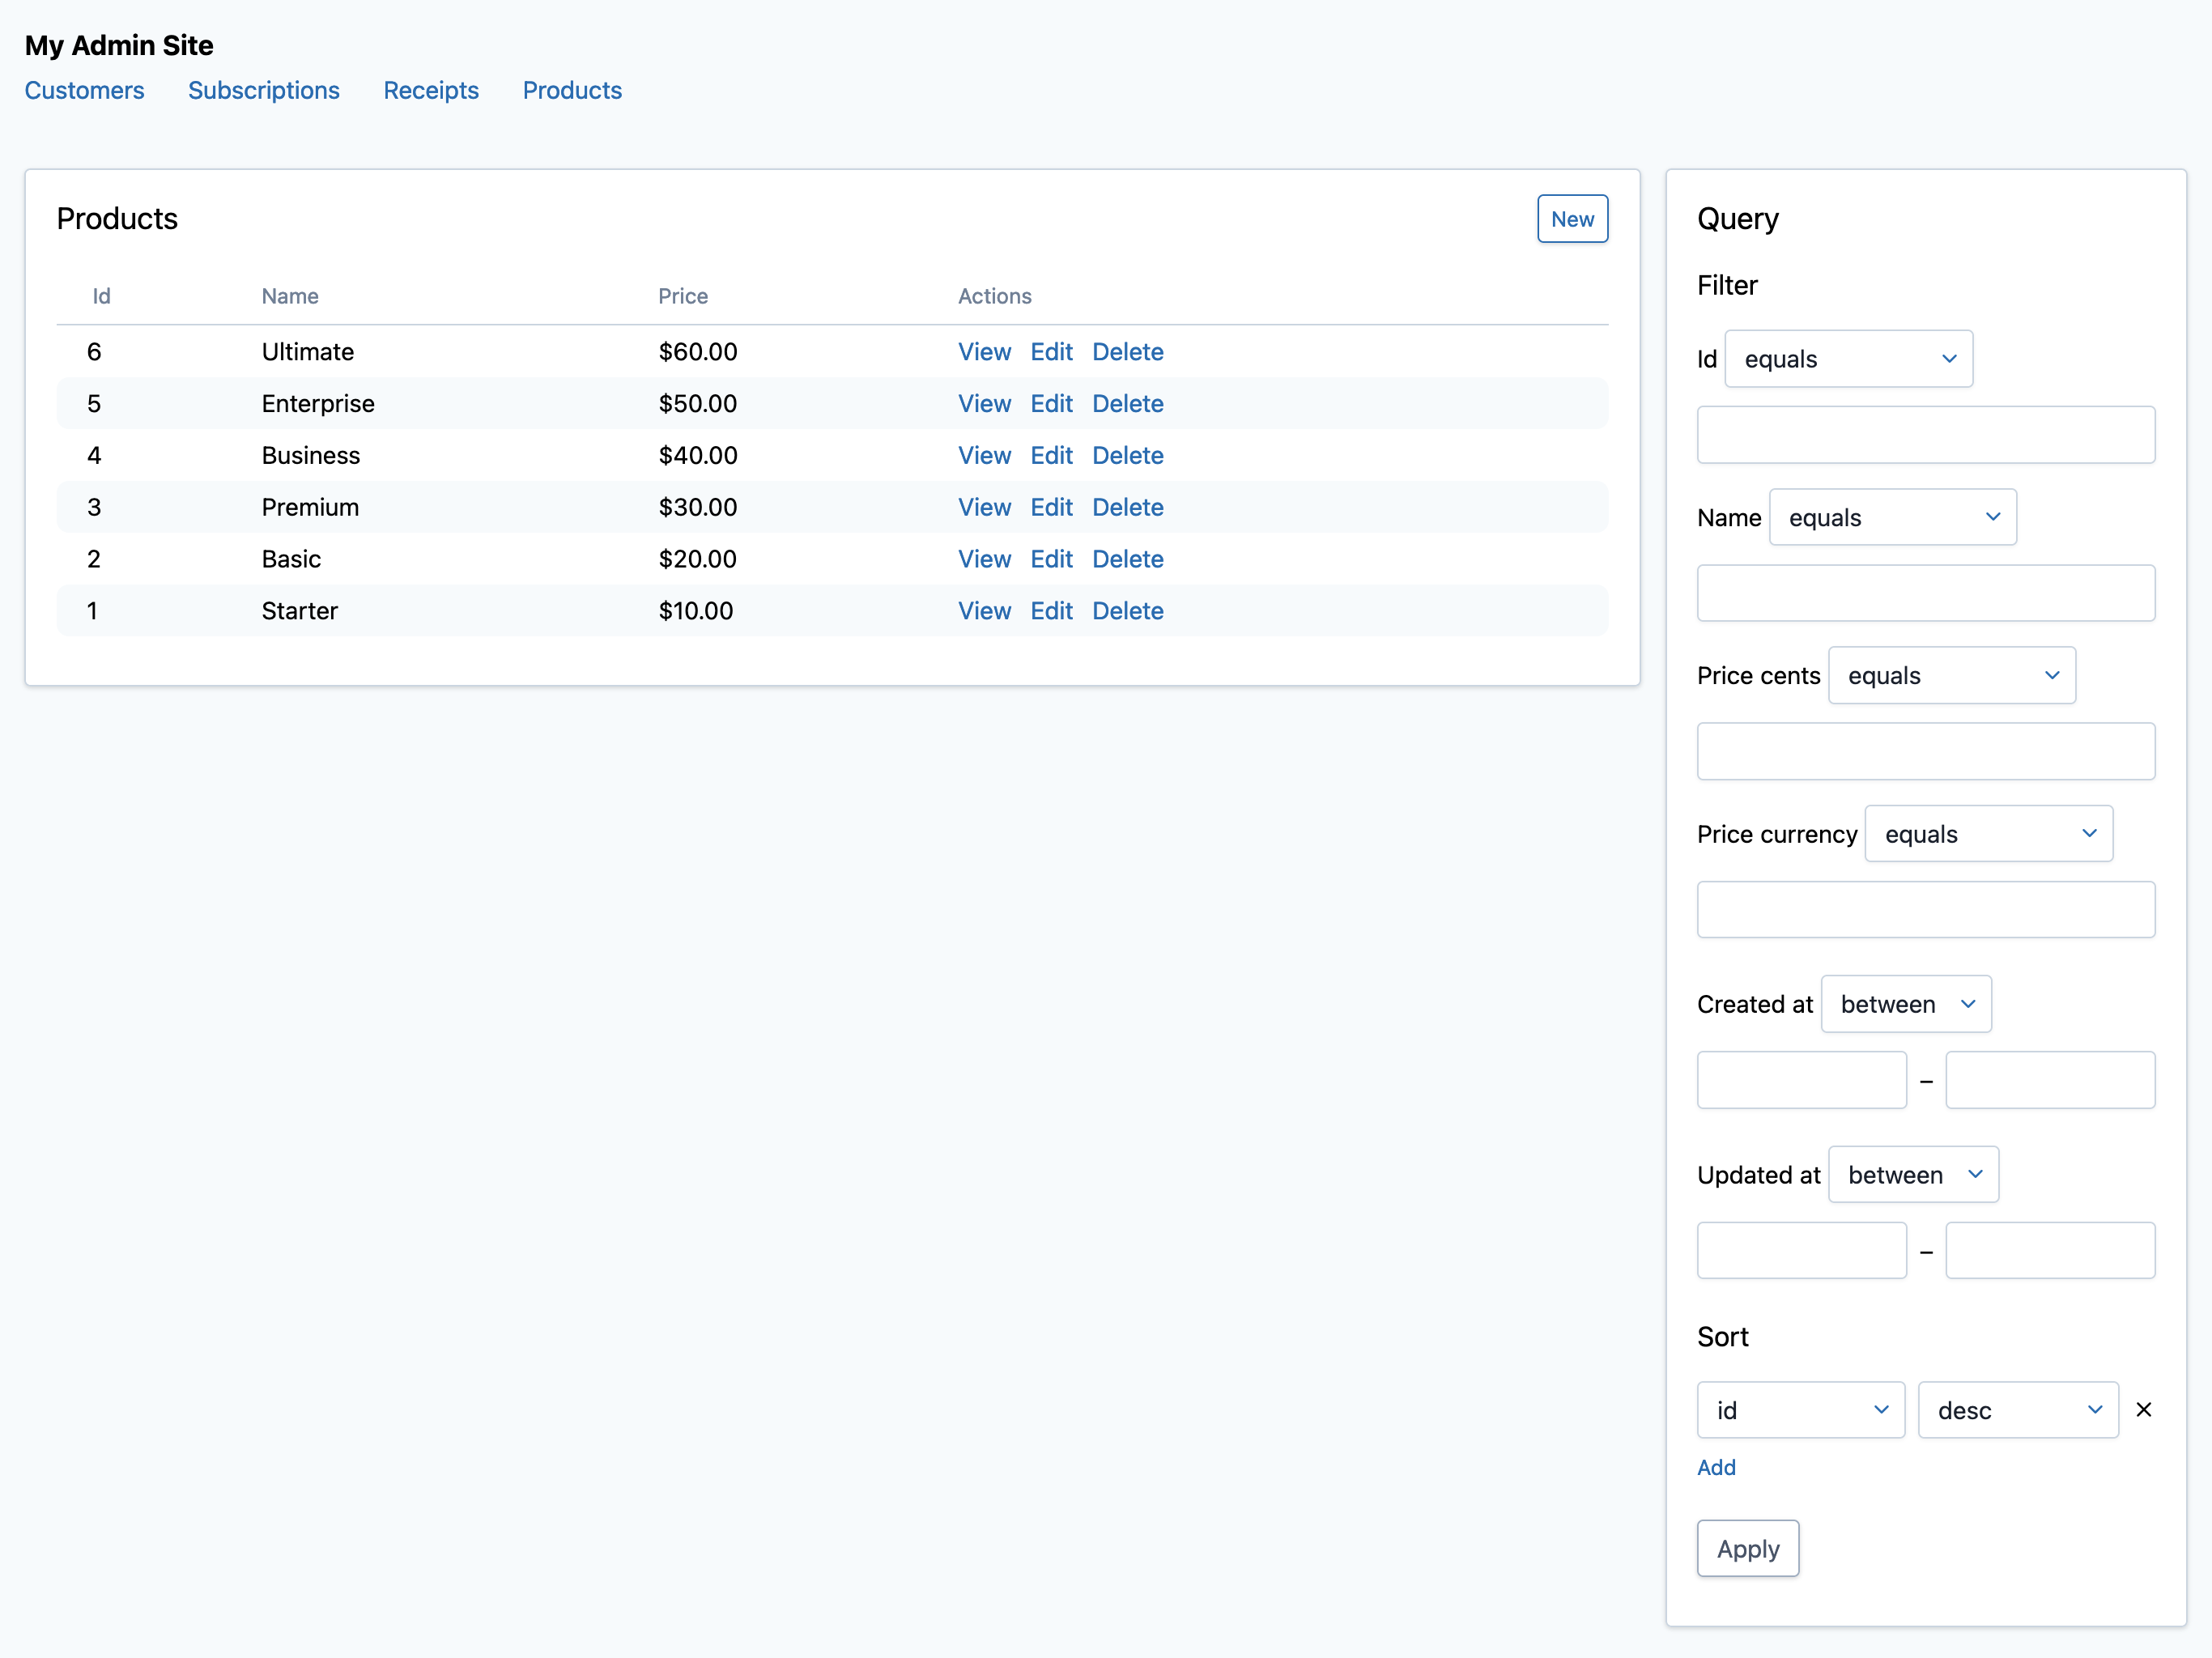 My Admin Site
Customers Subscriptions Receipts Products
Products New
Id Name Price Actions
6 Ultimate $60.00 View Edit Delete
5 Enterprise $50.00 View Edit Delete
4 Business $40.00 View Edit Delete
3 Premium $30.00 View Edit Delete
2 Basic $20.00 View Edit Delete
1 Starter $10.00 View Edit Delete
Query
Filter
Id equals
Name equals
Price cents equals
Price currency equals
Created at between
–
Updated at between
–
Sort
id desc ×
Add
Apply